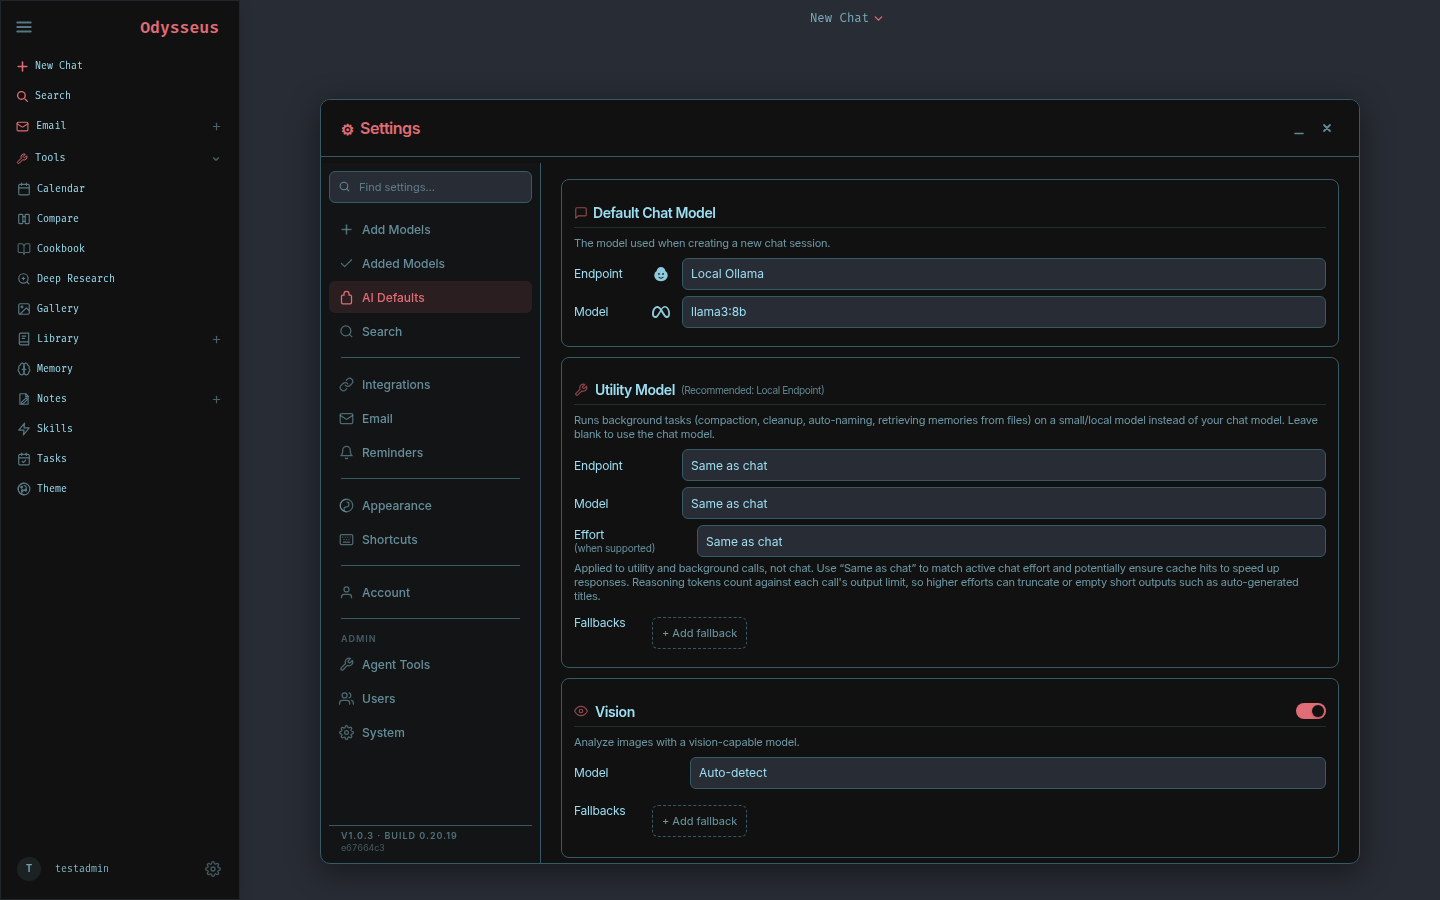 Odysseus
New Chat
Search
Email
Tools
Calendar
Compare
Cookbook
Deep Research
Gallery
Library
Memory
Notes
Skills
Tasks
Theme
T
testadmin
New Chat
Settings
Find settings...
Add Models
Added Models
AI Defaults
Search
Integrations
Email
Reminders
Appearance
Shortcuts
Account
ADMIN
Agent Tools
Users
System
V1.0.3 · BUILD 0.20.19
e67664c3
Default Chat Model
The model used when creating a new chat session.
Endpoint
Local Ollama
Model
llama3:8b
Utility Model (Recommended: Local Endpoint)
Runs background tasks (compaction, cleanup, auto-naming, retrieving memories from files) on a small/local model instead of your chat model. Leave
blank to use the chat model.
Endpoint
Same as chat
Model
Same as chat
Effort
(when supported)
Same as chat
Applied to utility and background calls, not chat. Use “Same as chat” to match active chat effort and potentially ensure cache hits to speed up
responses. Reasoning tokens count against each call's output limit, so higher efforts can truncate or empty short outputs such as auto-generated
titles.
Fallbacks
+ Add fallback
Vision
Analyze images with a vision-capable model.
Model
Auto-detect
Fallbacks
+ Add fallback